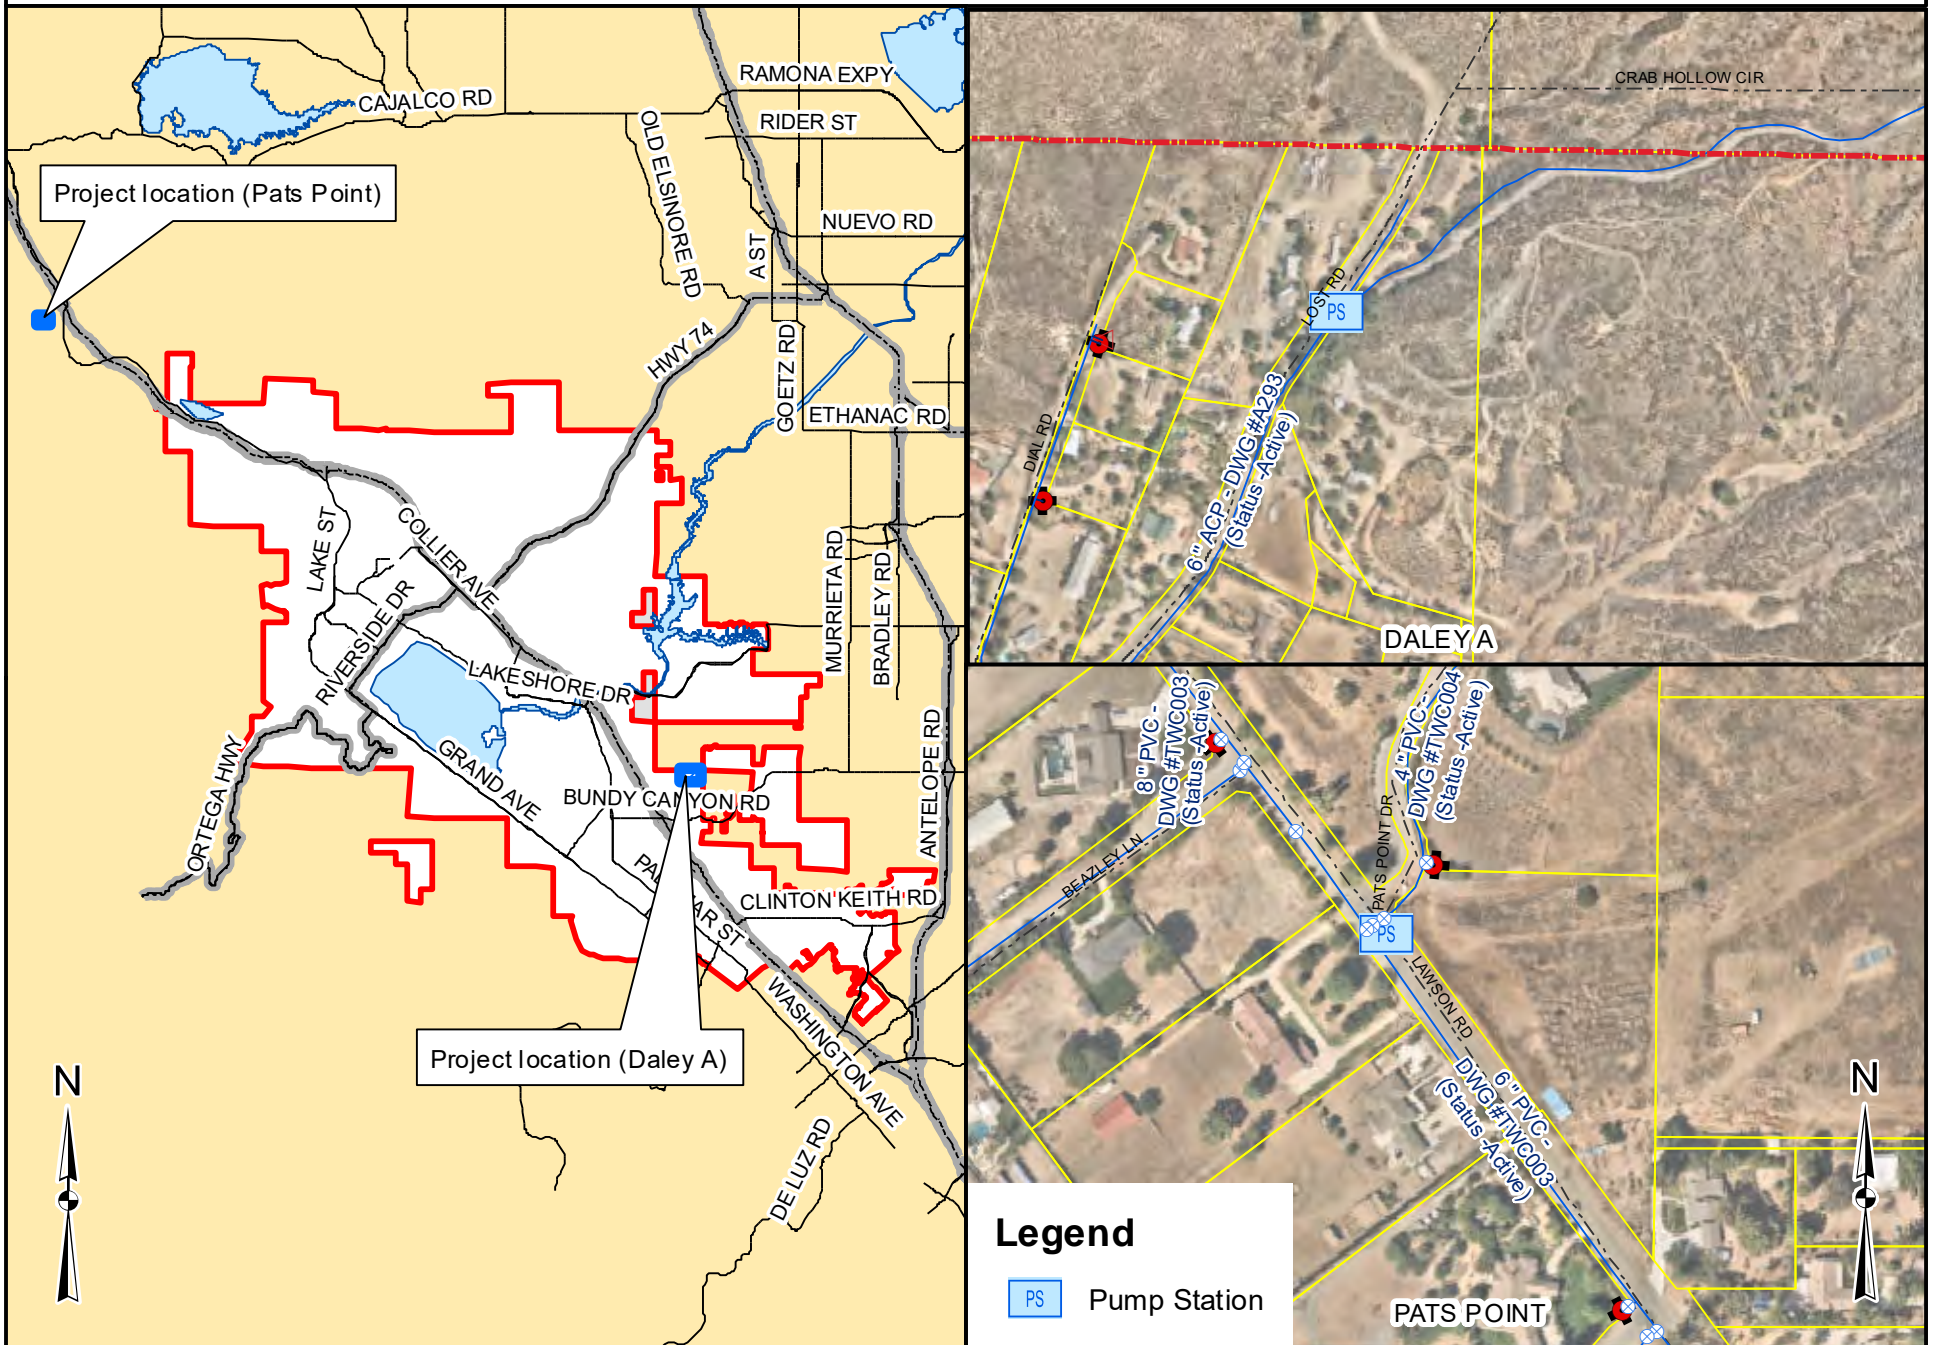 CAJALCO RD
RAMONA EXPY
RIDER ST
OLD ELSINORE RD
Project location (Pats Point)
NUEVO RD
A ST
HWY 74
GOETZ RD
ETHANAC RD
LAKE ST
COLLIER AVE
RIVERSIDE DR
MURRIETA RD
BRADLEY RD
LAKESHORE DR
ORTEGA HWY
GRAND AVE
BUNDY CANYON RD
ANTELOPE RD
CLINTON KEITH RD
WASHINGTON AVE
Project location (Daley A)
DE LUZ RD
N
CRAB HOLLOW CIR
LOST RD
PS
DIAL RD
6" ACP - DWG #A293
(Status -Active)
DALEY A
8" PVC -
DWG #TWC003
(Status -Active)
4" PVC -
DWG #TWC004
(Status -Active)
BEAZLEY LN
PATS POINT DR
PS
LAWSON RD
6" PVC -
DWG #TWC003
(Status -Active)
N
PATS POINT
Legend
PS Pump Station